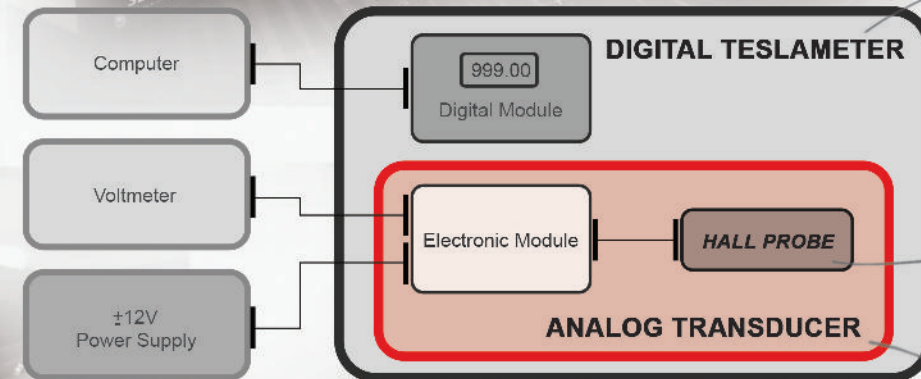 Computer
999.00
Digital Module
DIGITAL TESLAMETER
Voltmeter
Electronic Module
HALL PROBE
±12V
Power Supply
ANALOG TRANSDUCER